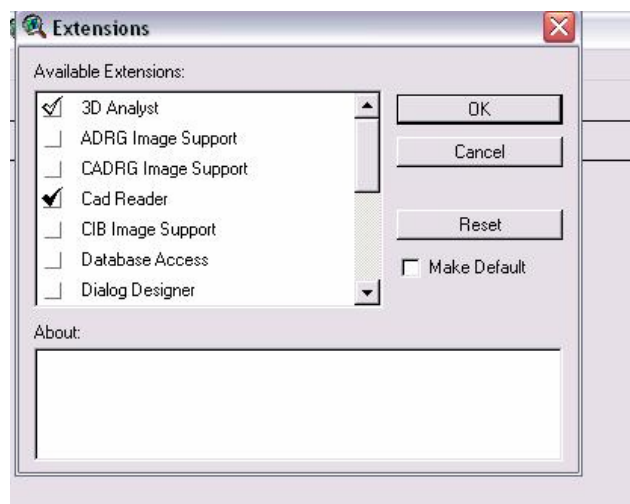 Extensions
Available Extensions:
3D Analyst
ADRG Image Support
CADRG Image Support
Cad Reader
CIB Image Support
Database Access
Dialog Designer
OK
Cancel
Reset
Make Default
About: